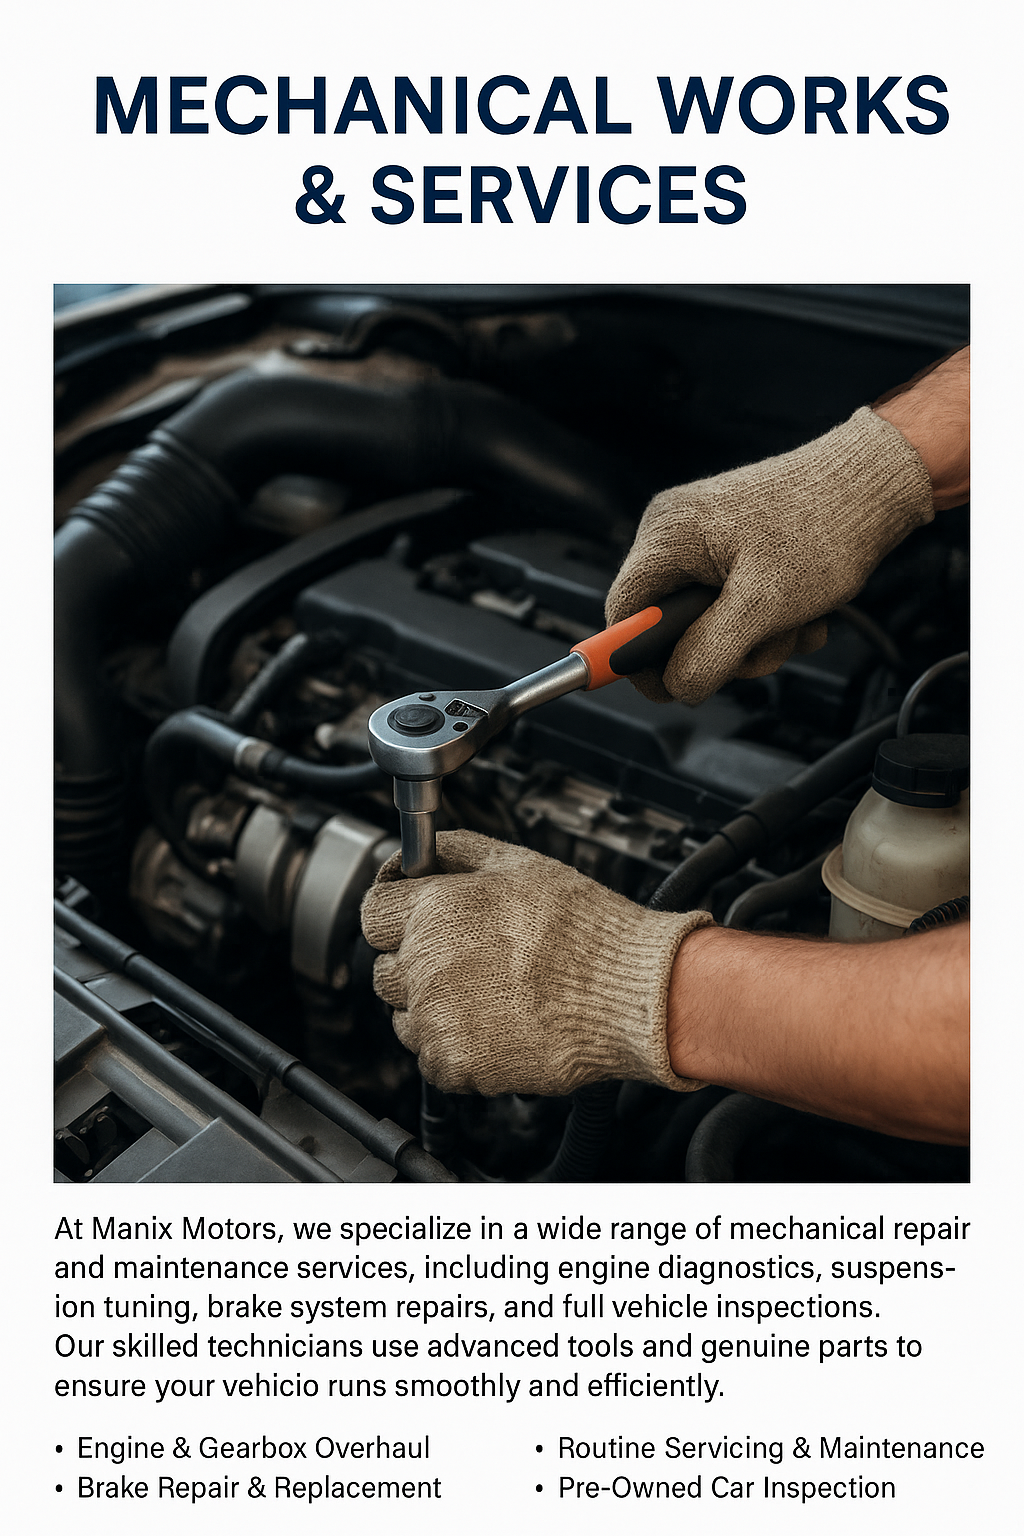 MECHANICAL WORKS
& SERVICES
At Manix Motors, we specialize in a wide range of mechanical repair
and maintenance services, including engine diagnostics, suspens-
ion tuning, brake system repairs, and full vehicle inspections.
Our skilled technicians use advanced tools and genuine parts to
ensure your vehicio runs smoothly and efficiently.
• Engine & Gearbox Overhaul
• Brake Repair & Replacement
• Routine Servicing & Maintenance
• Pre-Owned Car Inspection